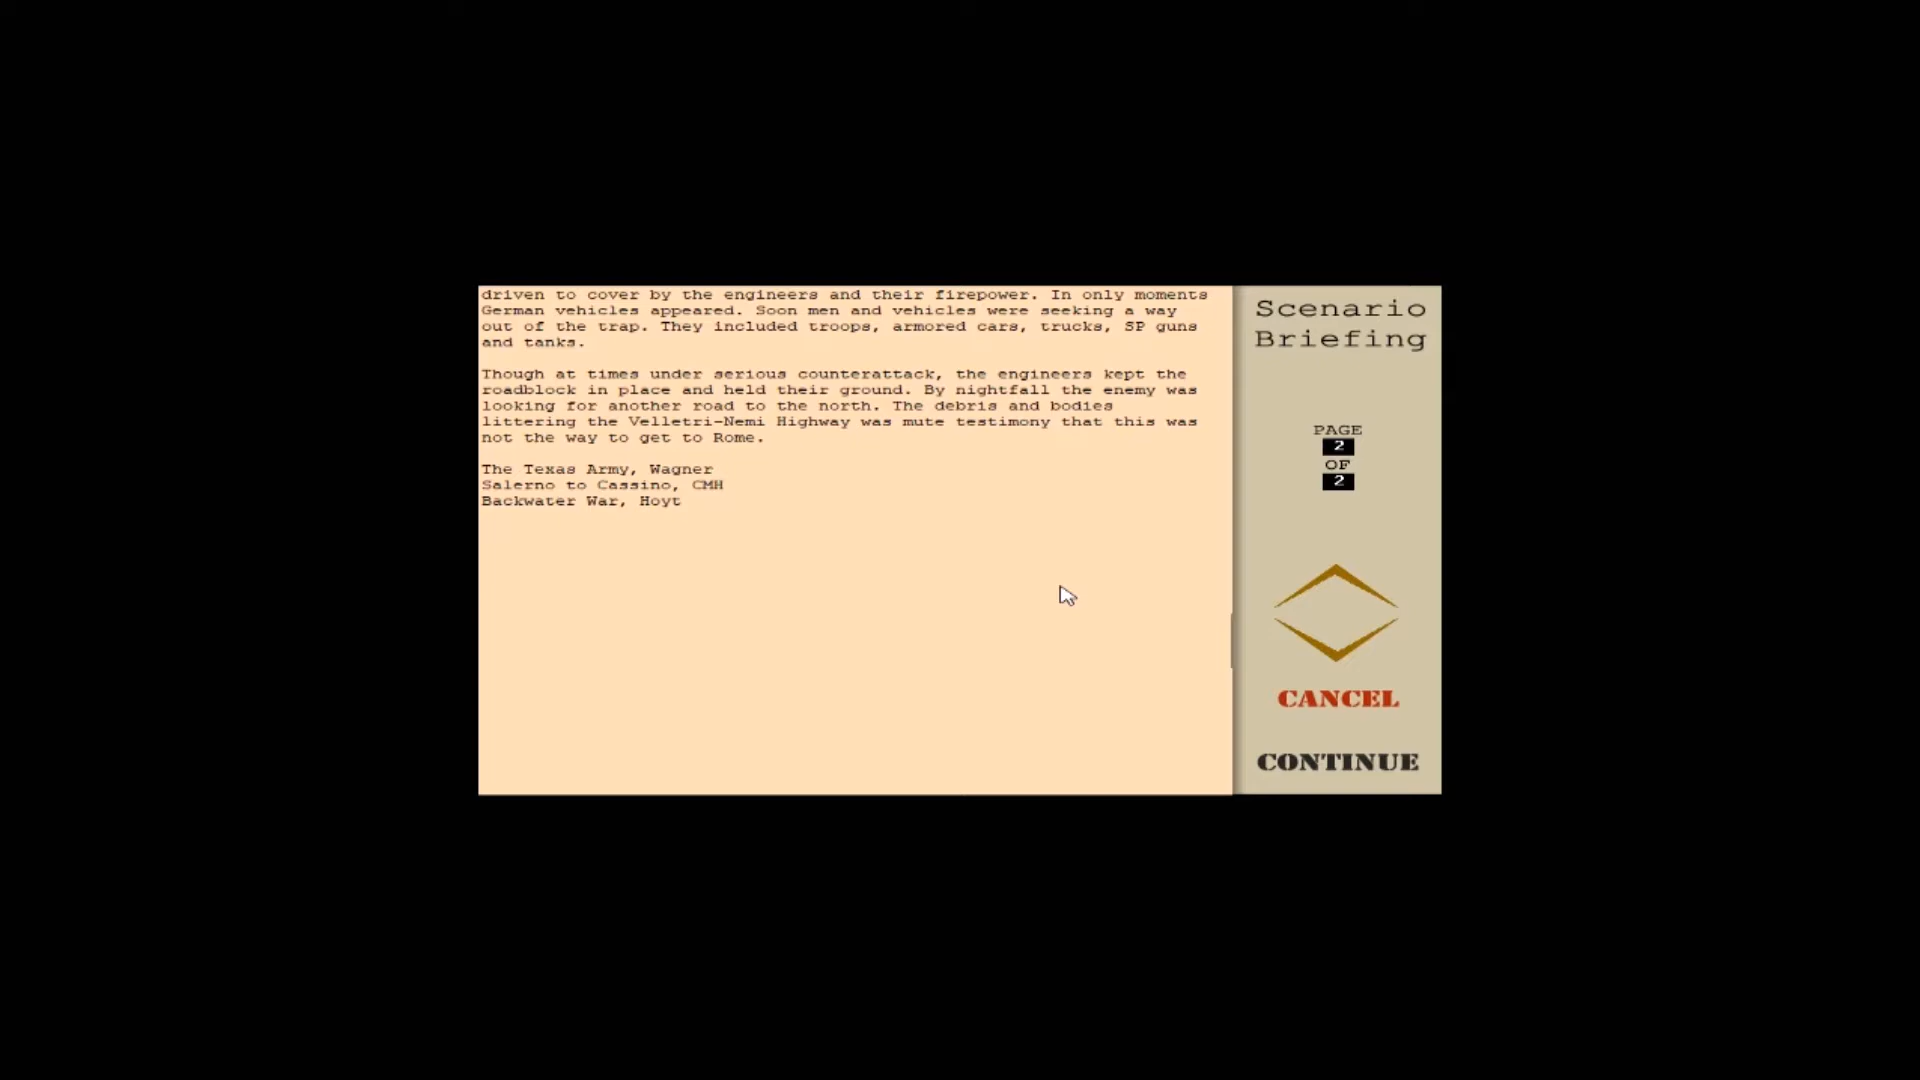 driven to cover by the engineers and their firepower. In only moments
German vehicles appeared. Soon men and vehicles were seeking a way
out of the trap. They included troops, armored cars, trucks, SP guns
and tanks.
Though at times under serious counterattack, the engineers kept the
roadblock in place and held their ground. By nightfall the enemy was
looking for another road to the north. The debris and bodies
littering the Velletri-Nemi Highway was mute testimony that this was
not the way to get to Rome.
The Texas Army, Wagner
Salerno to Cassino, CMH
Backwater War, Hoyt
Scenario
Briefing
PAGE
2
OF
2
CANCEL
CONTINUE